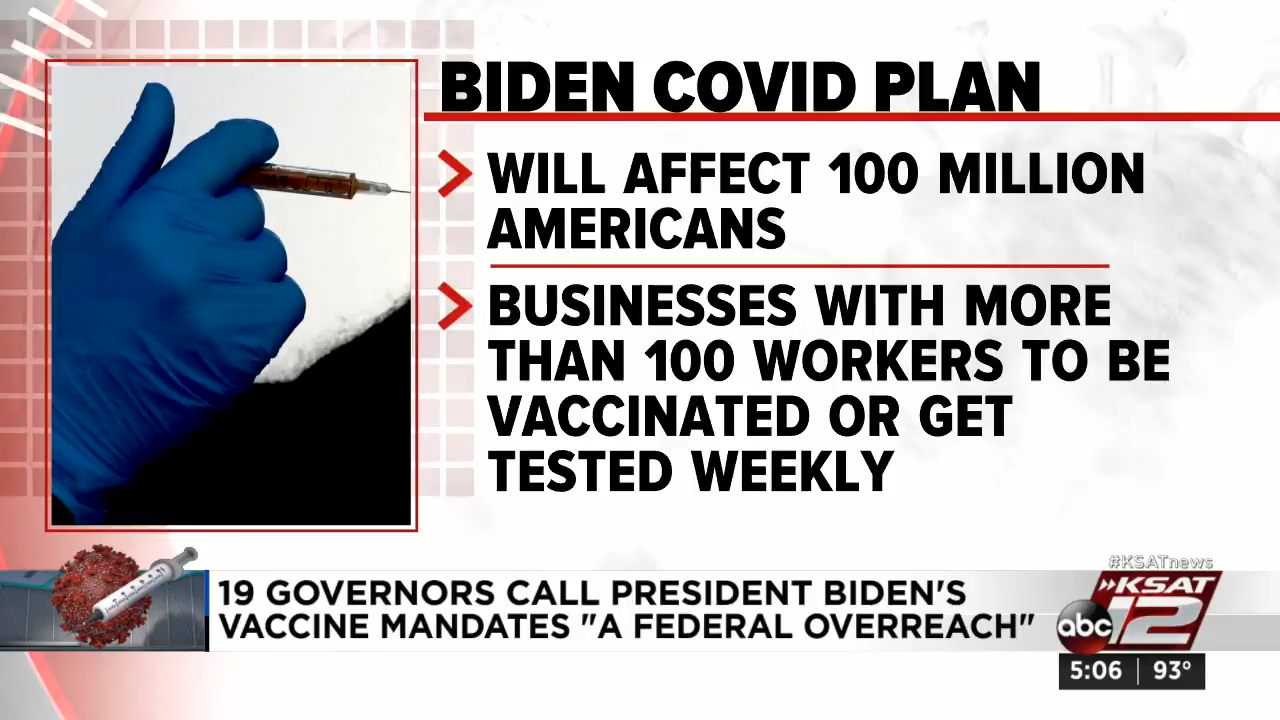 BIDEN COVID PLAN
WILL AFFECT 100 MILLION
AMERICANS
BUSINESSES WITH MORE
THAN 100 WORKERS TO BE
VACCINATED OR GET
TESTED WEEKLY
#KSATnews
19 GOVERNORS CALL PRESIDENT BIDEN'S
VACCINE MANDATES "A FEDERAL OVERREACH"
KSAT
abc 12
5:06 93°